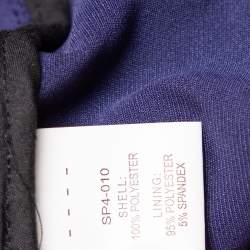 SP4-010
SHELL:
100% POLYESTER
LINING:
95% POLYESTER
5% SPANDEX